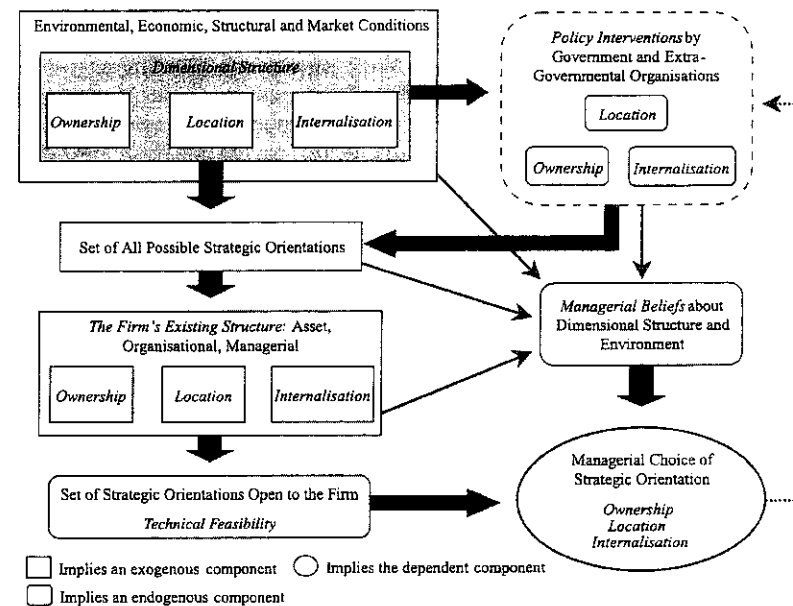 Environmental, Economic, Structural and Market Conditions
Dimensional Structure
Ownership
Location
Internalisation
Policy Interventions by
Government and Extra-
Governmental Organisations
Location
Ownership
Internalisation
Set of All Possible Strategic Orientations
Managerial Beliefs about
Dimensional Structure and
Environment
The Firm's Existing Structure: Asset,
Organisational, Managerial
Ownership
Location
Internalisation
Set of Strategic Orientations Open to the Firm
Technical Feasibility
Managerial Choice of
Strategic Orientation
Ownership
Location
Internalisation
Implies an exogenous component
Implies the dependent component
Implies an endogenous component